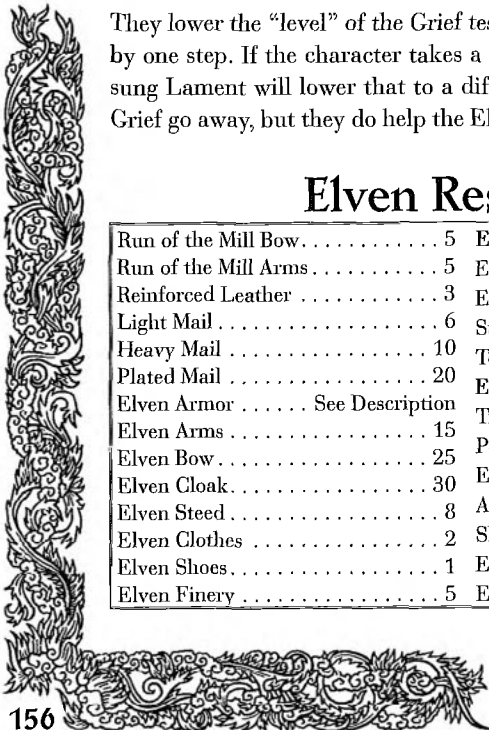 They lower the “level” of the Grief tes
by one step. If the character takes a
sung Lament will lower that to a dif
Grief go away, but they do help the El
Elven Res
Run of the Mill Bow. . . . . . . . . . . . 5 E
Run of the Mill Arms . . . . . . . . . . . 5 E
Reinforced Leather . . . . . . . . . . . . 3 E
Light Mail . . . . . . . . . . . . . . . . . . . 6 S
Heavy Mail . . . . . . . . . . . . . . . . . 10 T
Plated Mail . . . . . . . . . . . . . . . . . 20 E
Elven Armor . . . . . . See Description T
Elven Arms . . . . . . . . . . . . . . . . . 15 P
Elven Bow. . . . . . . . . . . . . . . . . . 25 E
Elven Cloak. . . . . . . . . . . . . . . . . 30 A
Elven Steed . . . . . . . . . . . . . . . . . . 8 S
Elven Clothes . . . . . . . . . . . . . . . . 2 E
Elven Shoes. . . . . . . . . . . . . . . . . . 1 E
Elven Finery . . . . . . . . . . . . . . . . . 5
156